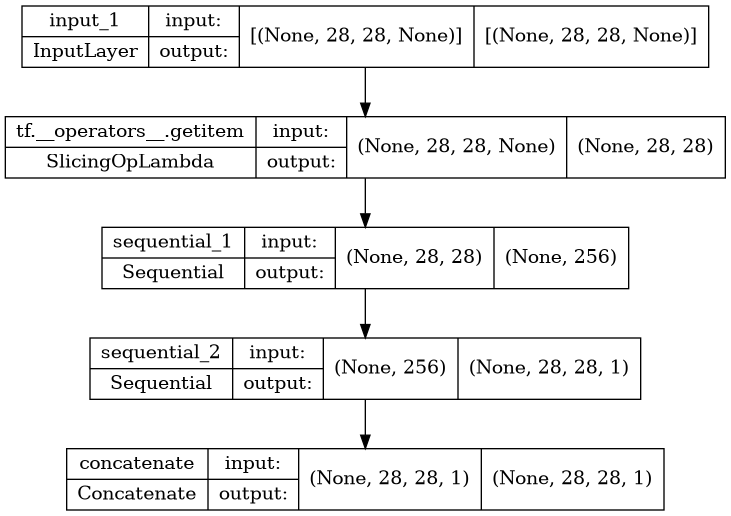 input_1 input: [(None, 28, 28, None)] [(None, 28, 28, None)]
InputLayer output:
tf.__operators__.getitem input: (None, 28, 28, None) (None, 28, 28)
SlicingOpLambda output:
sequential_1 input: (None, 28, 28) (None, 256)
Sequential output:
sequential_2 input: (None, 256) (None, 28, 28, 1)
Sequential output:
concatenate input: (None, 28, 28, 1) (None, 28, 28, 1)
Concatenate output: